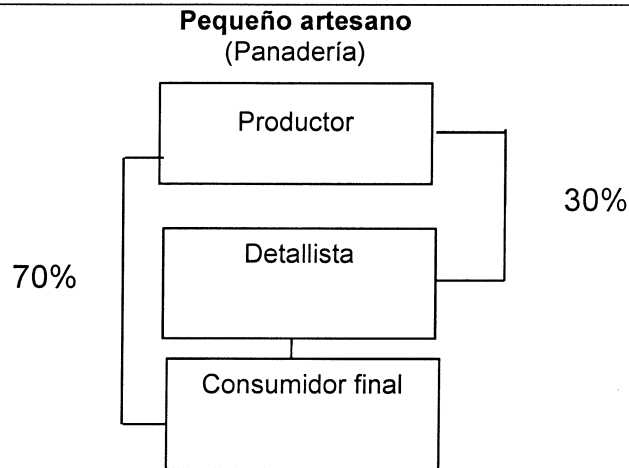 Pequeño artesano
(Panadería)
Productor
30%
Detallista
70%
Consumidor final